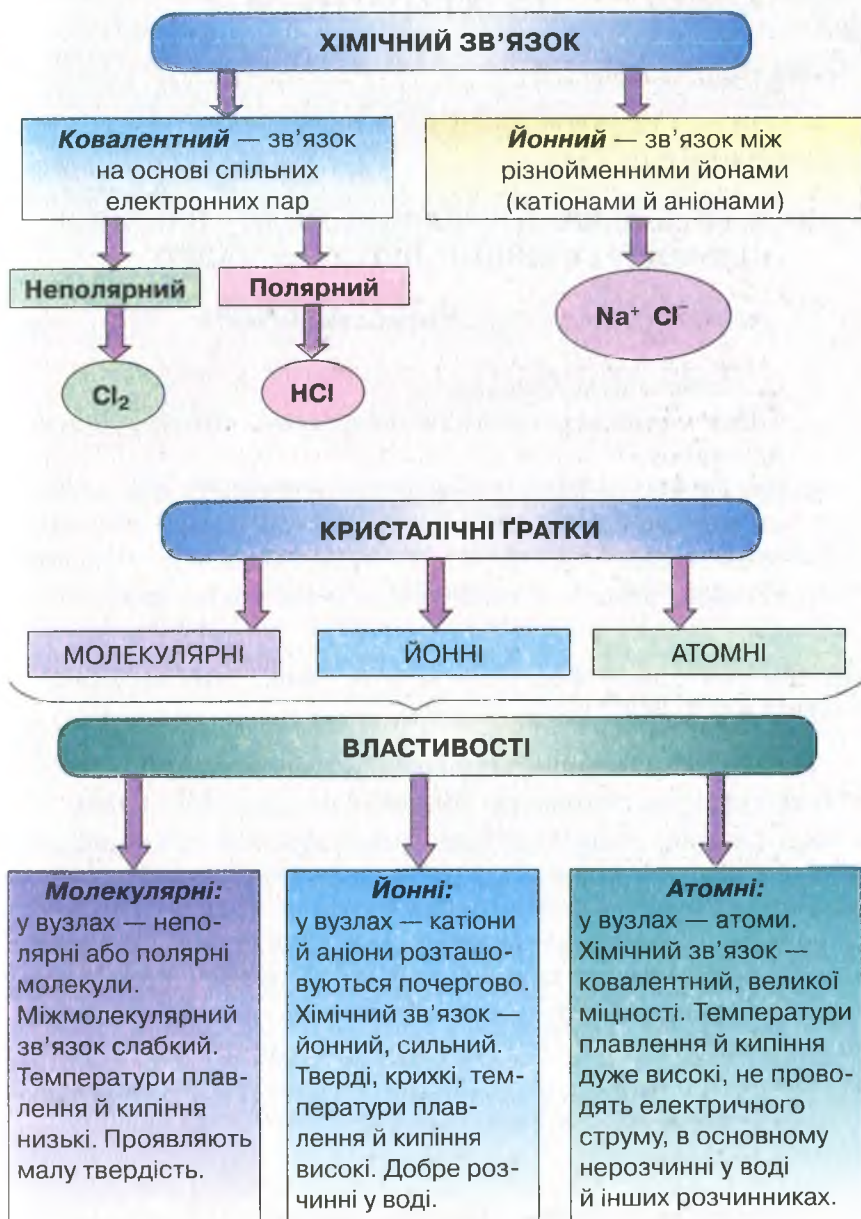 ХІМІЧНИЙ ЗВ’ЯЗОК
Ковалентний — зв’язок
на основі спільних
електронних пар
Йонний — зв’язок між
різнойменними йонами
(катіонами й аніонами)
Неполярний
Полярний
Na⁺ Cl⁻
Cl₂
HCl
КРИСТАЛІЧНІ ҐРАТКИ
МОЛЕКУЛЯРНІ
ЙОННІ
АТОМНІ
ВЛАСТИВОСТІ
Молекулярні:
у вузлах — непо-
лярні або полярні
молекули.
Міжмолекулярний
зв’язок слабкий.
Температури плав-
лення й кипіння
низькі. Проявляють
малу твердість.
Йонні:
у вузлах — катіони
й аніони розташо-
вуються почергово.
Хімічний зв’язок —
йонний, сильний.
Тверді, крихкі, тем-
ператури плав-
лення й кипіння
високі. Добре роз-
чинні у воді.
Атомні:
у вузлах — атоми.
Хімічний зв’язок —
ковалентний, великої
міцності. Температури
плавлення й кипіння
дуже високі, не прово-
дять електричного
струму, в основному
нерозчинні у воді
й інших розчинниках.